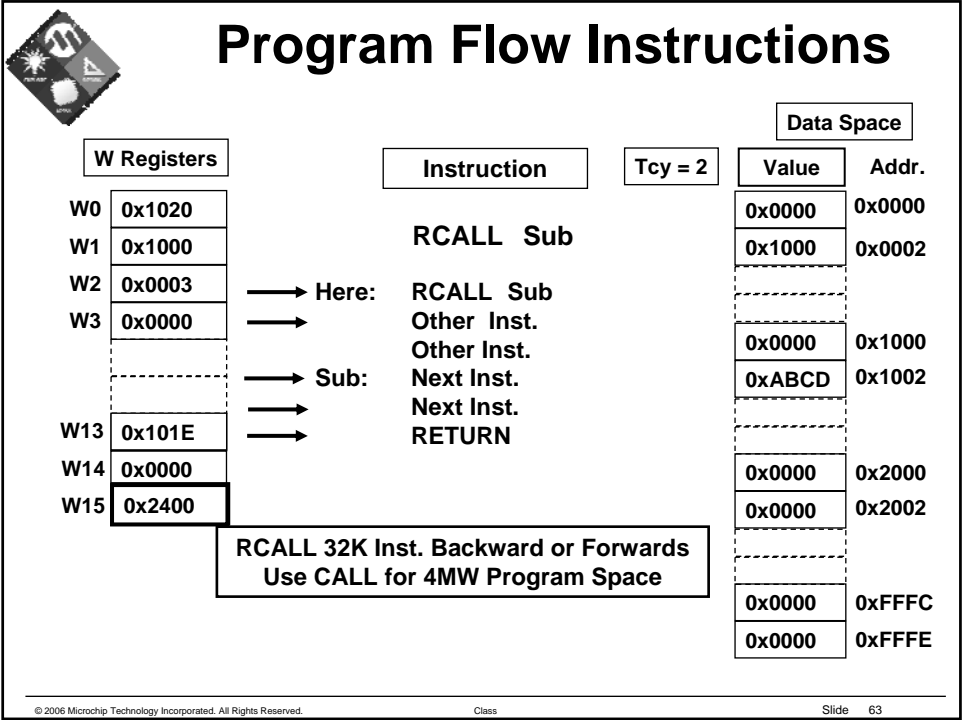 Program Flow Instructions
Data Space
W Registers
Instruction
Tcy = 2
Value Addr.
W0 0x1020
W1 0x1000
W2 0x0003
W3 0x0000
W13 0x101E
W14 0x0000
W15 0x2400
RCALL Sub
Here: RCALL Sub
Other Inst.
Other Inst.
Sub: Next Inst.
Next Inst.
RETURN
0x0000 0x0000
0x1000 0x0002
0x0000 0x1000
0xABCD 0x1002
0x0000 0x2000
0x0000 0x2002
0x0000 0xFFFC
0x0000 0xFFFE
RCALL 32K Inst. Backward or Forwards
Use CALL for 4MW Program Space
© 2006 Microchip Technology Incorporated. All Rights Reserved. Class Slide 63